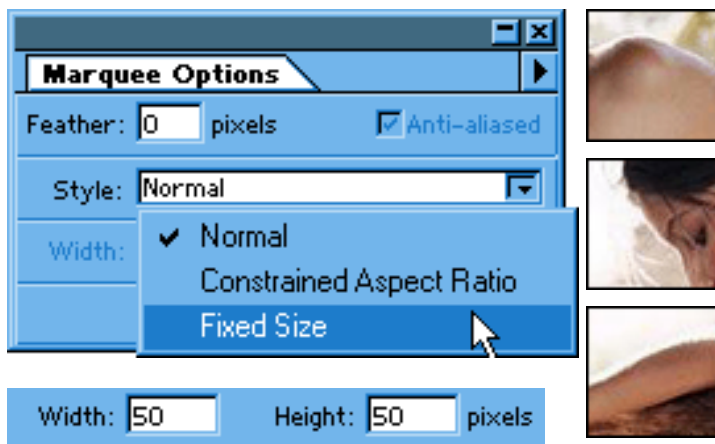 Marquee Options
Feather: 0 pixels Anti-aliased
Style: Normal
Width:
Normal
Constrained Aspect Ratio
Fixed Size
Width: 50 Height: 50 pixels